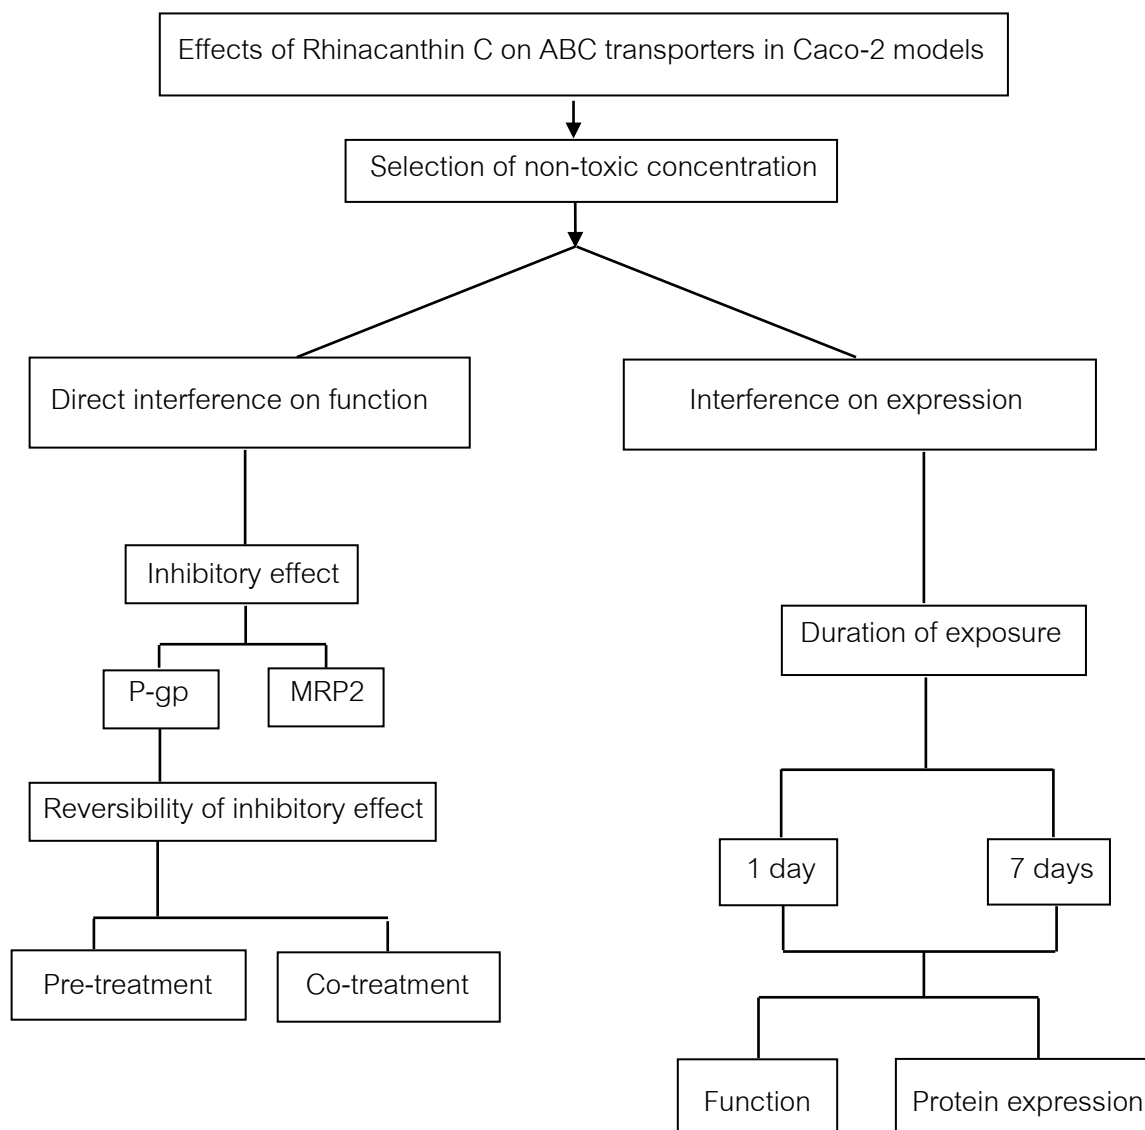 Effects of Rhinacanthin C on ABC transporters in Caco-2 models
Selection of non-toxic concentration
Direct interference on function
Interference on expression
Inhibitory effect
Duration of exposure
P-gp
MRP2
Reversibility of inhibitory effect
1 day
7 days
Pre-treatment
Co-treatment
Function
Protein expression